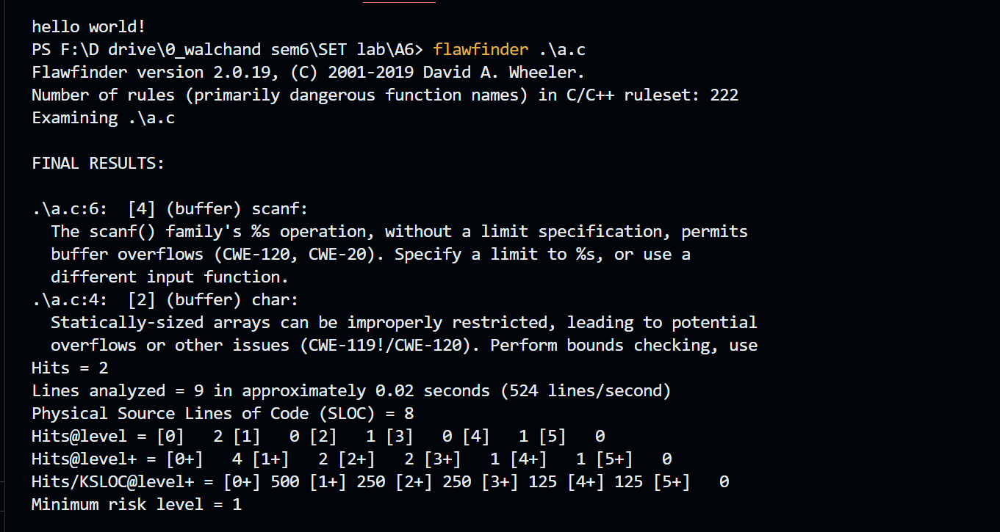 hello world!
PS F:\D drive\0_walchand sem6\SET lab\A6> flawfinder .\a.c
Flawfinder version 2.0.19, (C) 2001-2019 David A. Wheeler.
Number of rules (primarily dangerous function names) in C/C++ ruleset: 222
Examining .\a.c

FINAL RESULTS:

.\a.c:6:  [4] (buffer) scanf:
  The scanf() family's %s operation, without a limit specification, permits
  buffer overflows (CWE-120, CWE-20). Specify a limit to %s, or use a
  different input function.
.\a.c:4:  [2] (buffer) char:
  Statically-sized arrays can be improperly restricted, leading to potential
  overflows or other issues (CWE-119!/CWE-120). Perform bounds checking, use
Hits = 2
Lines analyzed = 9 in approximately 0.02 seconds (524 lines/second)
Physical Source Lines of Code (SLOC) = 8
Hits@level = [0]   2 [1]   0 [2]   1 [3]   0 [4]   1 [5]   0
Hits@level+ = [0+]   4 [1+]   2 [2+]   2 [3+]   1 [4+]   1 [5+]   0
Hits/KSLOC@level+ = [0+] 500 [1+] 250 [2+] 250 [3+] 125 [4+] 125 [5+]   0
Minimum risk level = 1